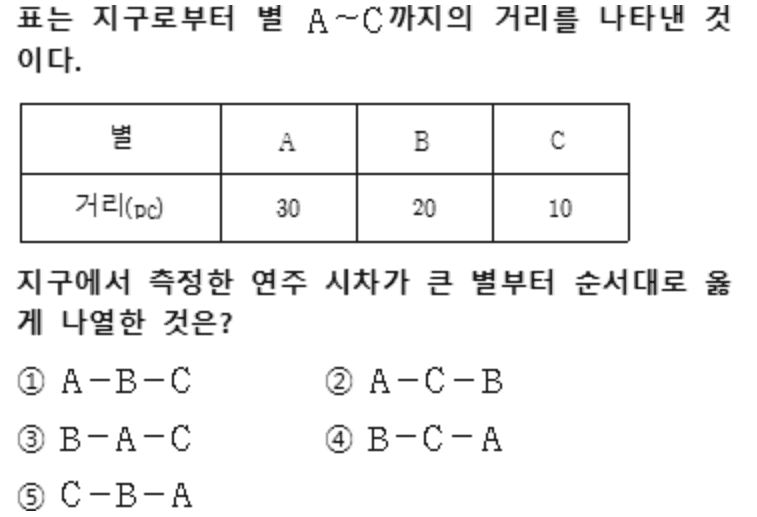 표는 지구로부터 별 A~C까지의 거리를 나타낸 것
이다.
별 A B C
거리(pc) 30 20 10
지구에서 측정한 연주 시차가 큰 별부터 순서대로 옳
게 나열한 것은?
① A-B-C ② A-C-B
③ B-A-C ④ B-C-A
⑤ C-B-A